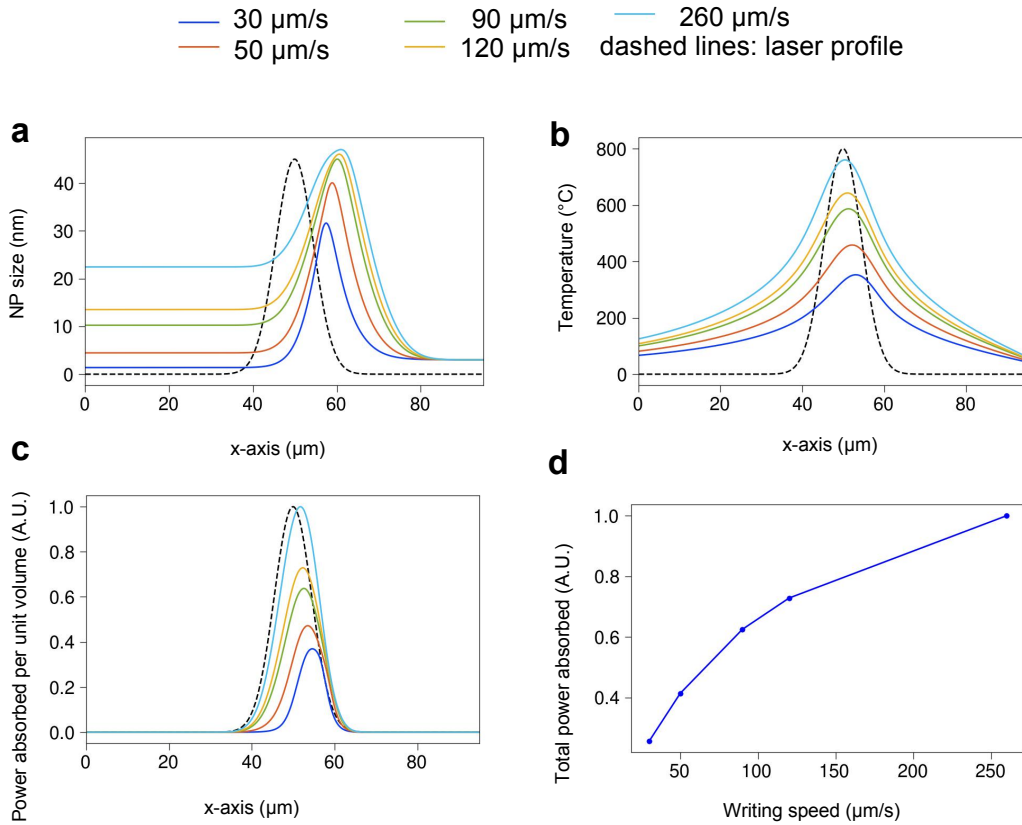 30 µm/s
90 µm/s
260 µm/s
50 µm/s
120 µm/s
dashed lines: laser profile
a
NP size (nm)
40
30
20
10
0
0
20
40
60
80
x-axis (µm)
b
Temperature (°C)
800
600
400
200
0
0
20
40
60
80
x-axis (µm)
c
Power absorbed per unit volume (A.U.)
1.0
0.8
0.6
0.4
0.2
0.0
0
20
40
60
80
x-axis (µm)
d
Total power absorbed (A.U.)
1.0
0.8
0.6
0.4
50
100
150
200
250
Writing speed (µm/s)